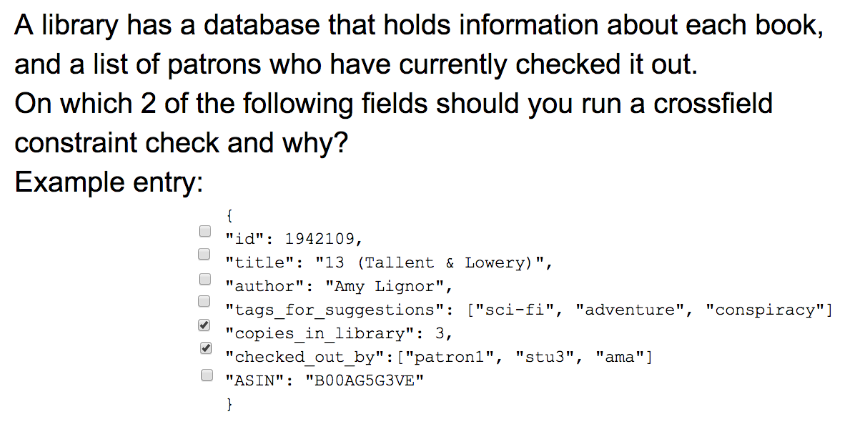 A library has a database that holds information about each book,
and a list of patrons who have currently checked it out.
On which 2 of the following fields should you run a crossfield
constraint check and why?
Example entry:
{
"id": 1942109,
"title": "13 (Tallent & Lowery)",
"author": "Amy Lignor",
"tags_for_suggestions": ["sci-fi", "adventure", "conspiracy"]
"copies_in_library": 3,
"checked_out_by":["patron1", "stu3", "ama"]
"ASIN": "B00AG5G3VE"
}